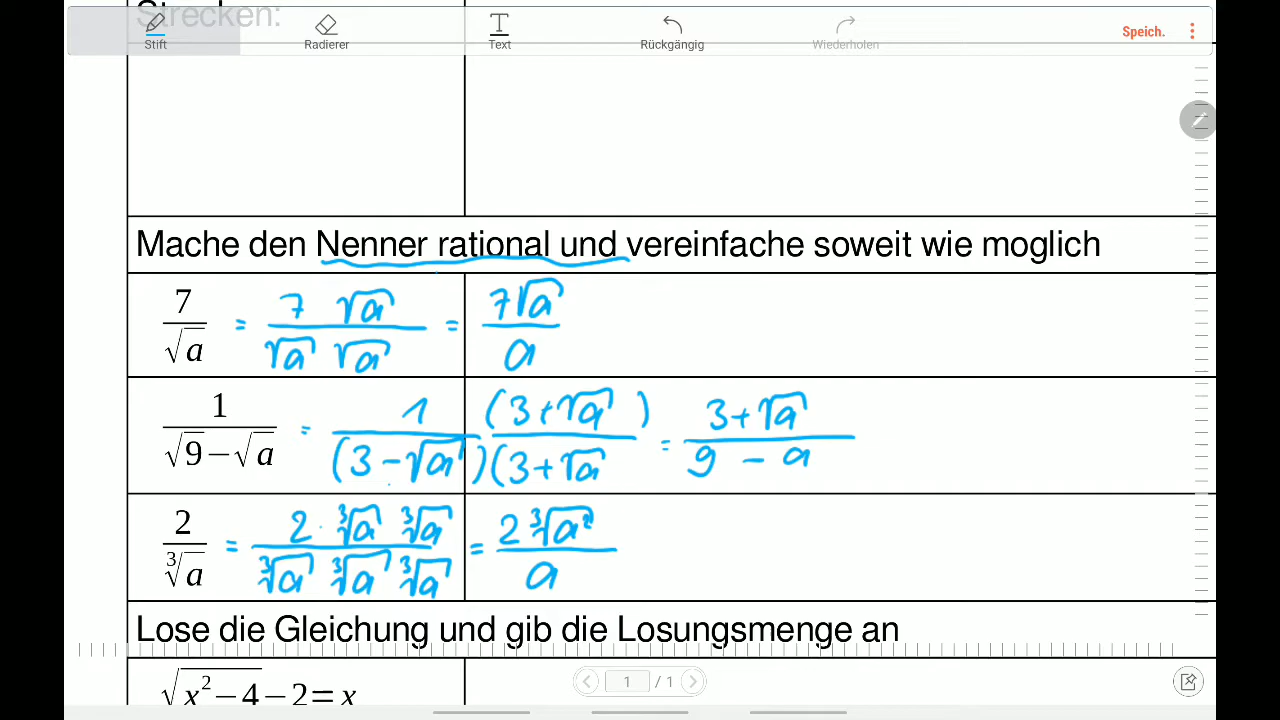 Strecken:
Stift Radierer Text Rückgängig Wiederholen Speich.
Mache den Nenner rational und vereinfache soweit wie moglich
7/√a = 7 √a / √a √a = 7√a / a
1/(√9−√a) = 1 (3+√a) / (3−√a)(3+√a = 3+√a / 9 − a
2/∛a = 2 · ∛a ∛a / ∛a ∛a ∛a = 2∛a² / a
Lose die Gleichung und gib die Losungsmenge an
√x²−4−2=x
1 / 1